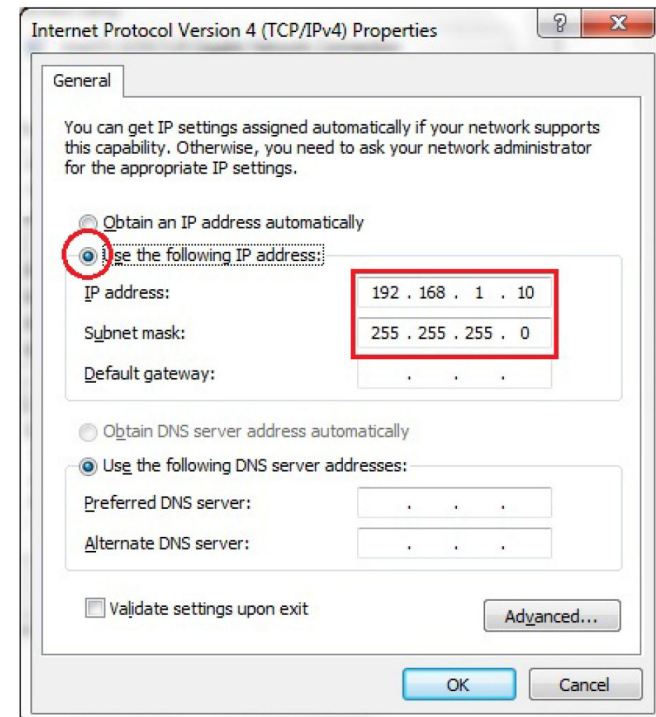 Internet Protocol Version 4 (TCP/IPv4) Properties
General
You can get IP settings assigned automatically if your network supports
this capability. Otherwise, you need to ask your network administrator
for the appropriate IP settings.
Obtain an IP address automatically
Use the following IP address:
IP address: 192 . 168 . 1 . 10
Subnet mask: 255 . 255 . 255 . 0
Default gateway: . . .
Obtain DNS server address automatically
Use the following DNS server addresses:
Preferred DNS server: . . .
Alternate DNS server: . . .
Validate settings upon exit
Advanced...
OK Cancel